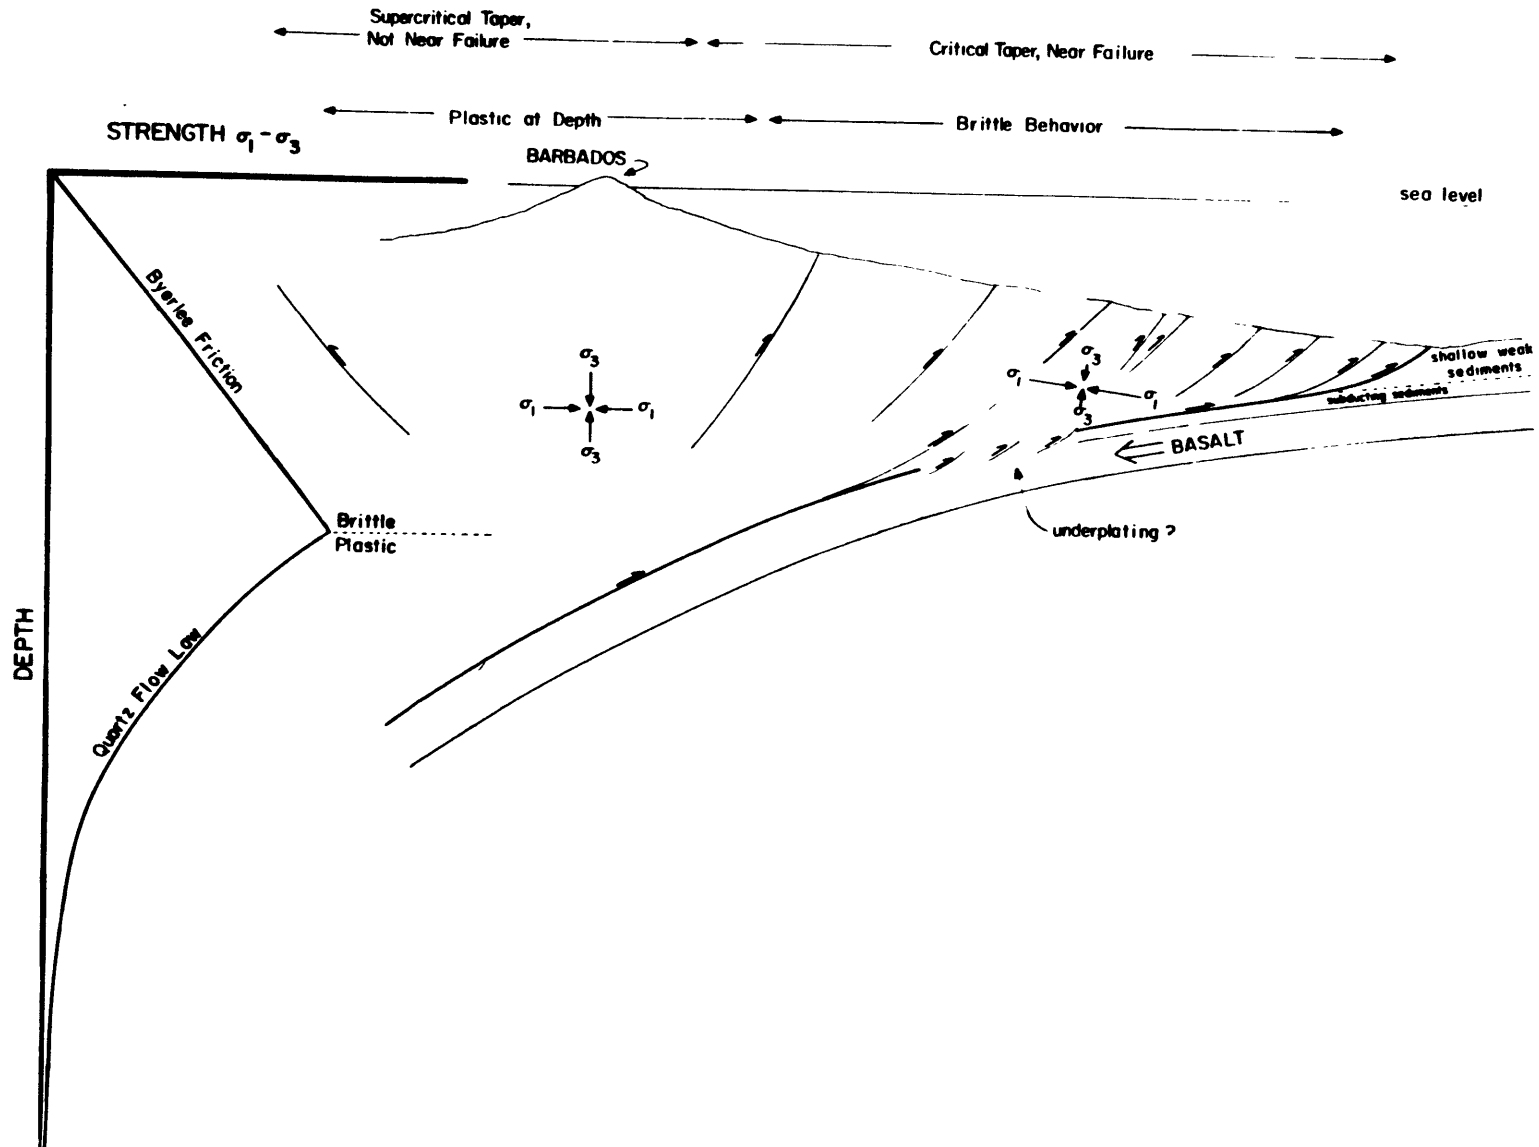 Supercritical Taper,
Not Near Failure
Critical Taper, Near Failure
Plastic at Depth
Brittle Behavior
STRENGTH σ₁ - σ₃
BARBADOS
sea level
Byerlee Friction
σ₃
σ₁
σ₁
σ₃
σ₃
σ₁
σ₁
σ₃
shallow weak
sediments
subducting sediments
BASALT
underplating ?
Brittle
Plastic
DEPTH
Quartz Flow Law